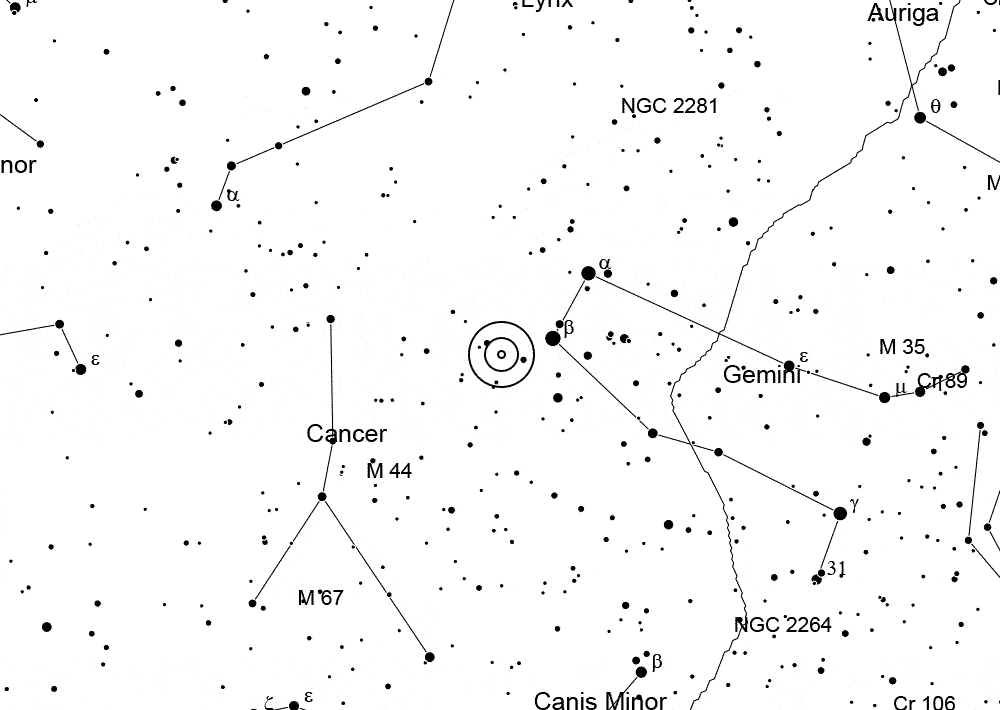 μ
Lynx
Auriga
NGC 2281
θ
nor
M
α
α
β
ε
M 35
ε
Gemini
μ
Cr 89
η
Cancer
M 44
γ
31
M 67
NGC 2264
β
ζ
ε
Canis Minor
Cr 106